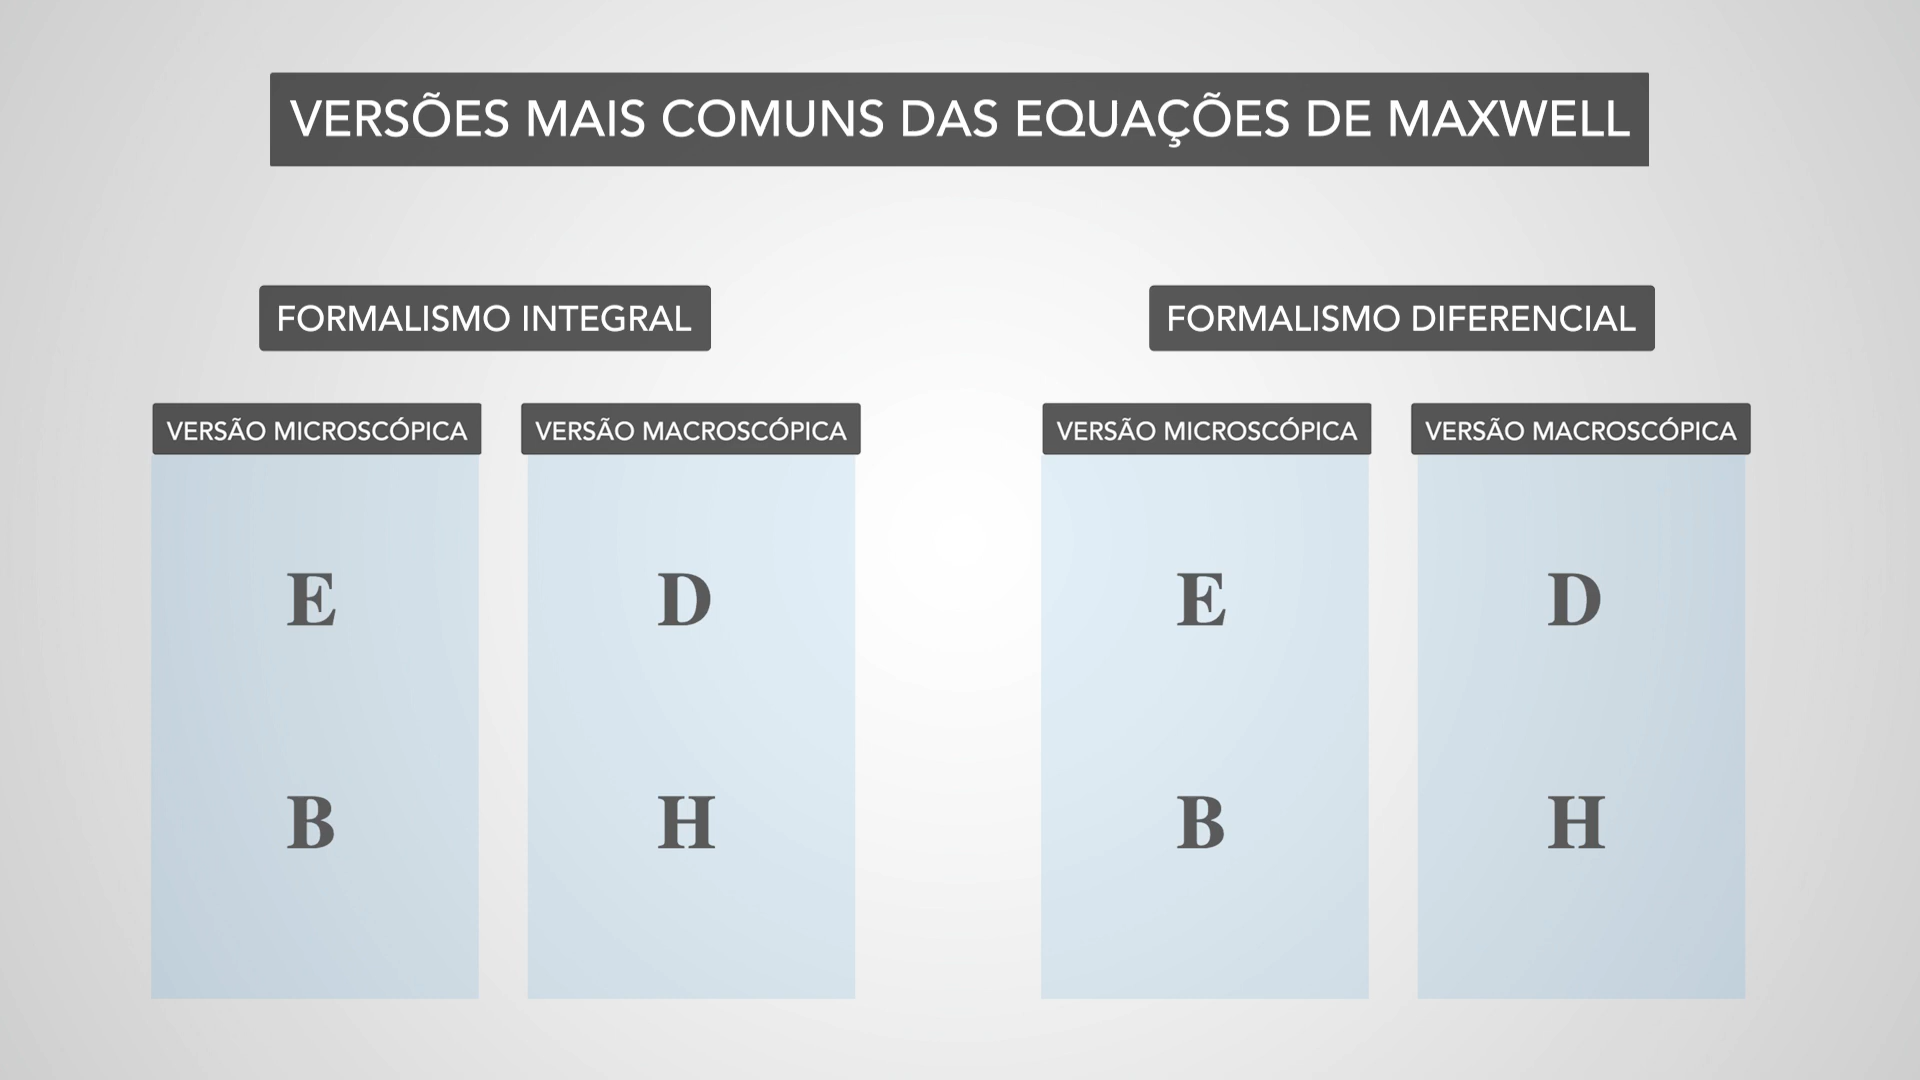 VERSÕES MAIS COMUNS DAS EQUAÇÕES DE MAXWELL
FORMALISMO INTEGRAL
FORMALISMO DIFERENCIAL
VERSÃO MICROSCÓPICA
VERSÃO MACROSCÓPICA
VERSÃO MICROSCÓPICA
VERSÃO MACROSCÓPICA
E
D
E
D
B
H
B
H